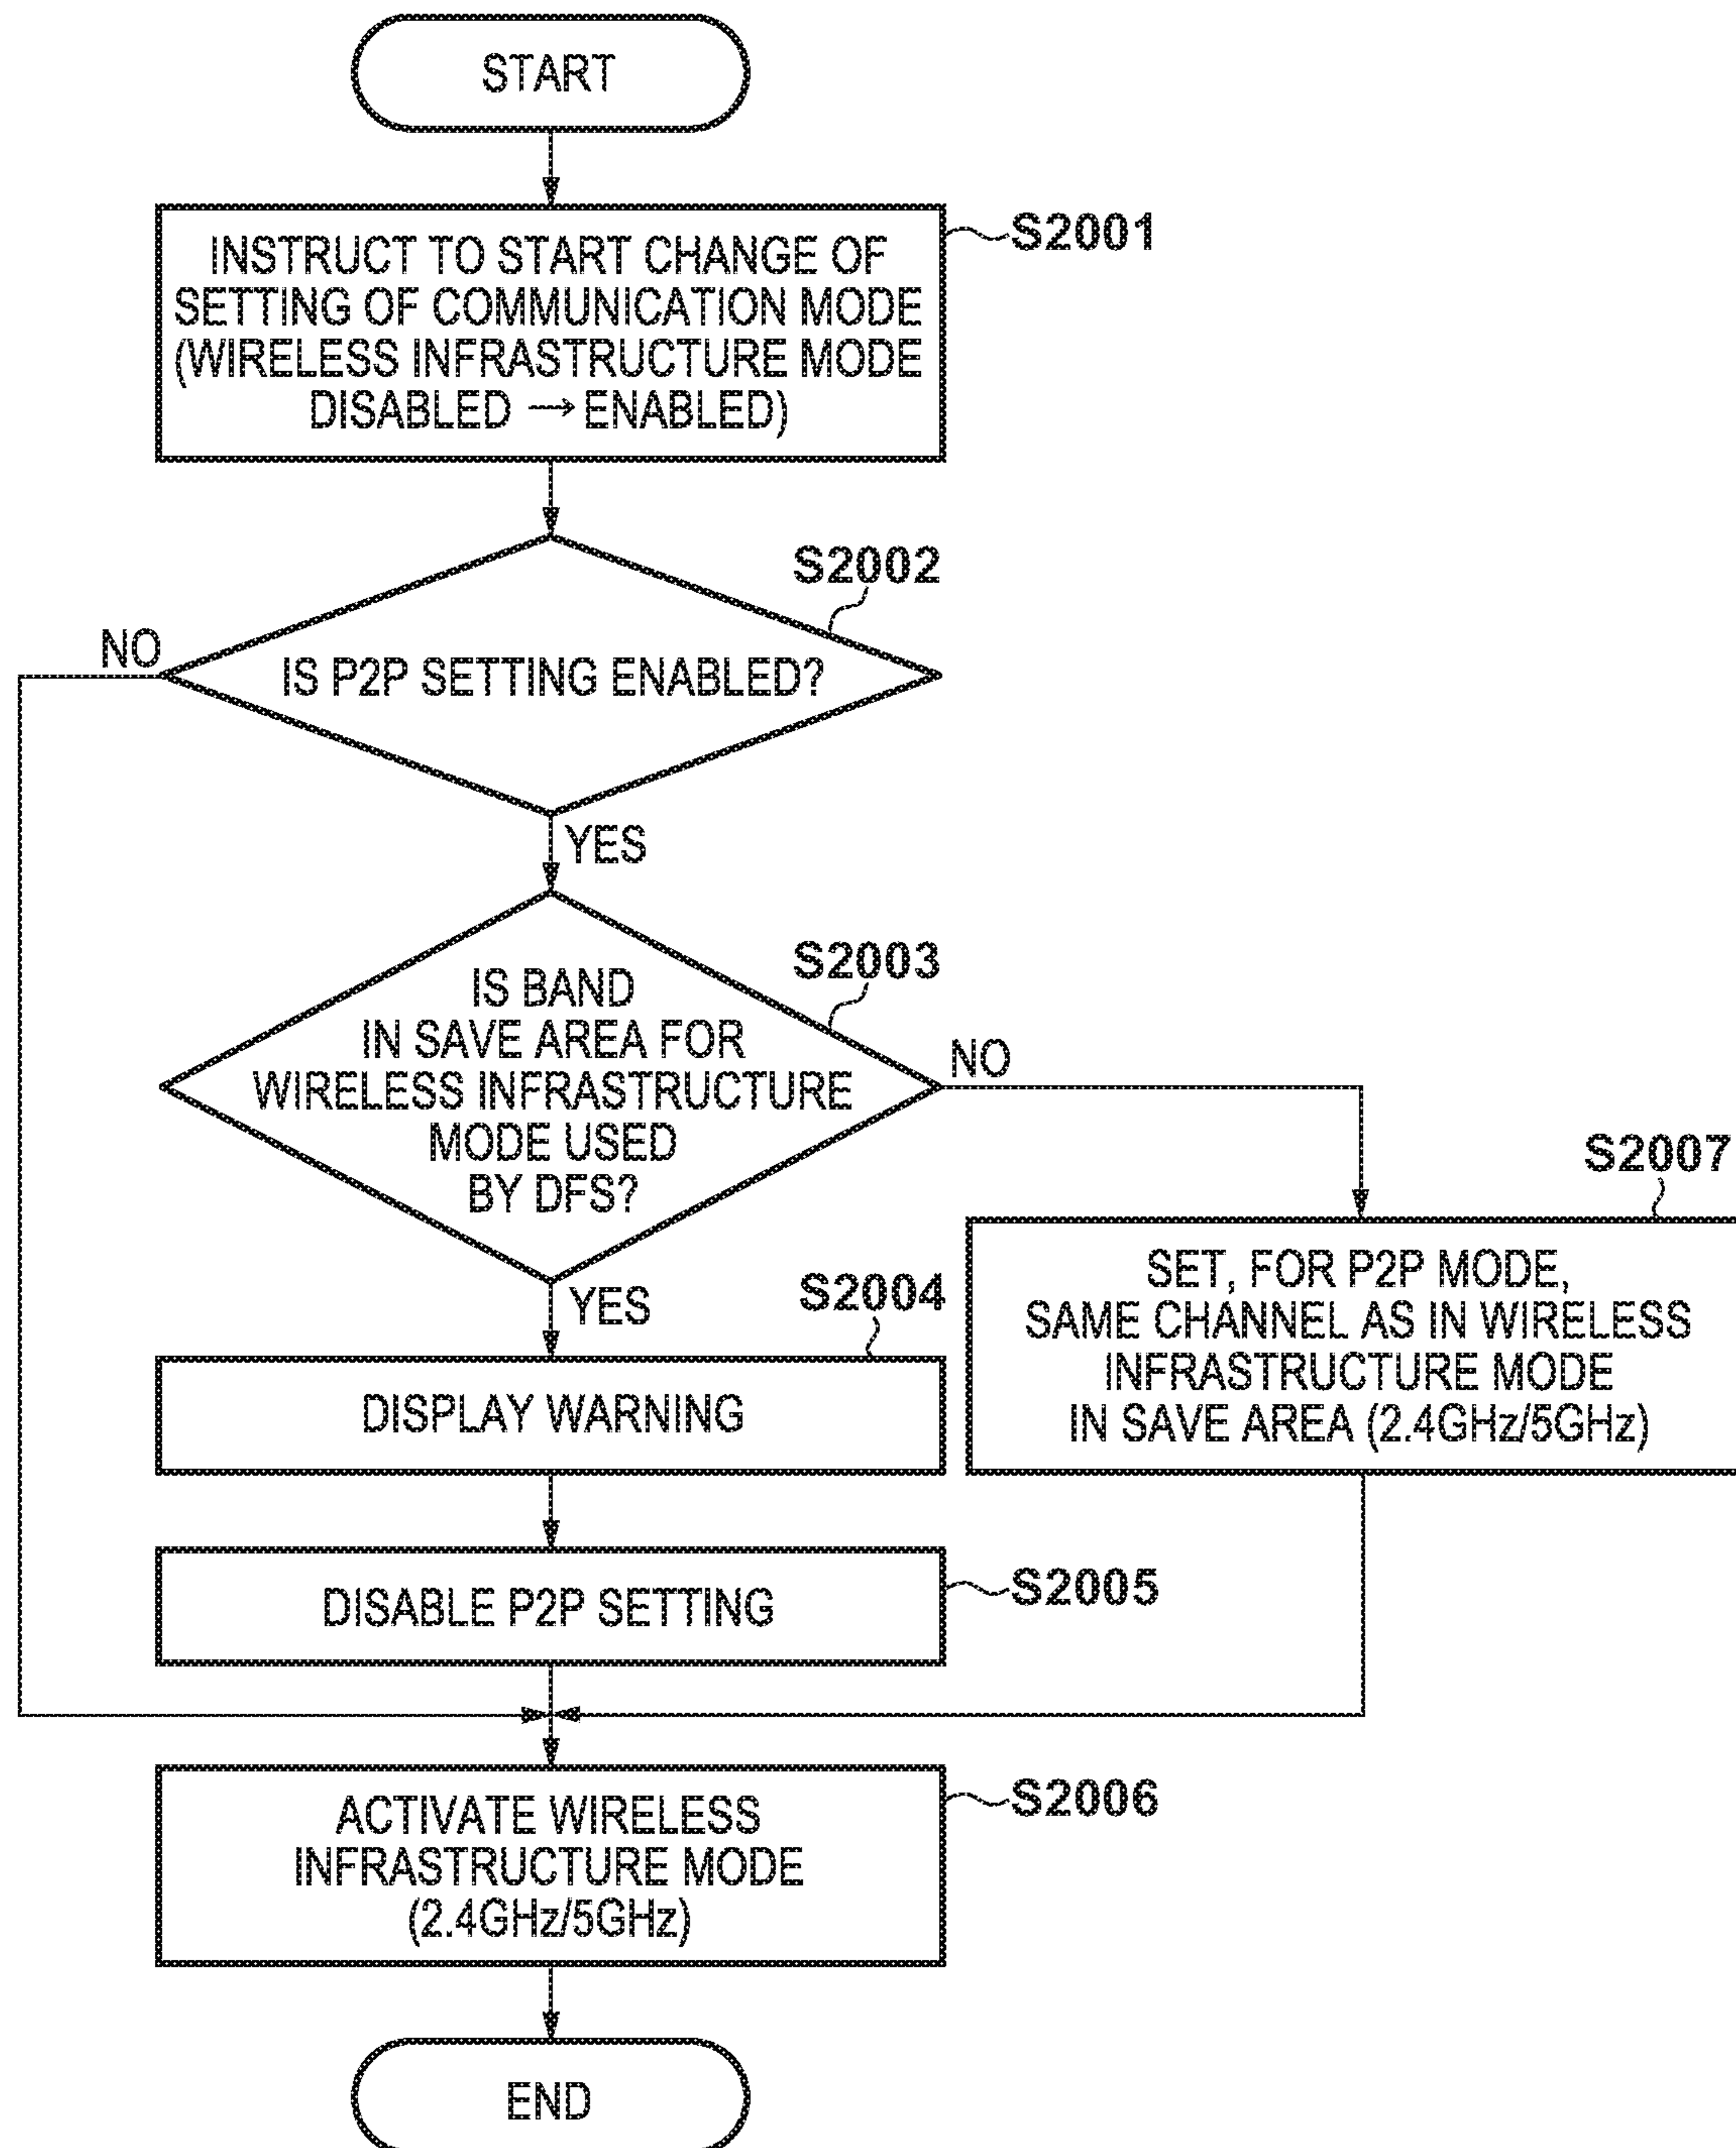 START
INSTRUCT TO START CHANGE OF
SETTING OF COMMUNICATION MODE
(WIRELESS INFRASTRUCTURE MODE
DISABLED → ENABLED)
S2001
S2002
NO
IS P2P SETTING ENABLED?
YES
S2003
IS BAND
IN SAVE AREA FOR
WIRELESS INFRASTRUCTURE
MODE USED
BY DFS?
NO
YES
S2007
SET, FOR P2P MODE,
SAME CHANNEL AS IN WIRELESS
INFRASTRUCTURE MODE
IN SAVE AREA (2.4GHz/5GHz)
S2004
DISPLAY WARNING
DISABLE P2P SETTING
S2005
ACTIVATE WIRELESS
INFRASTRUCTURE MODE
(2.4GHz/5GHz)
S2006
END